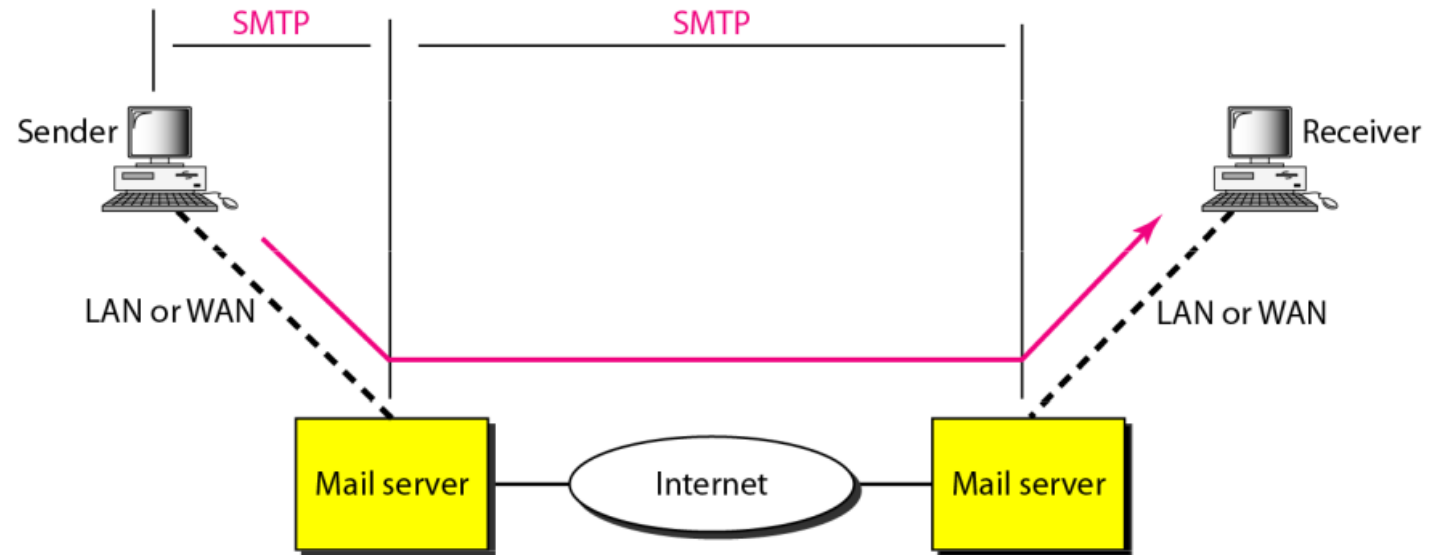 SMTP
SMTP
Sender
Receiver
LAN or WAN
LAN or WAN
Mail server
Internet
Mail server